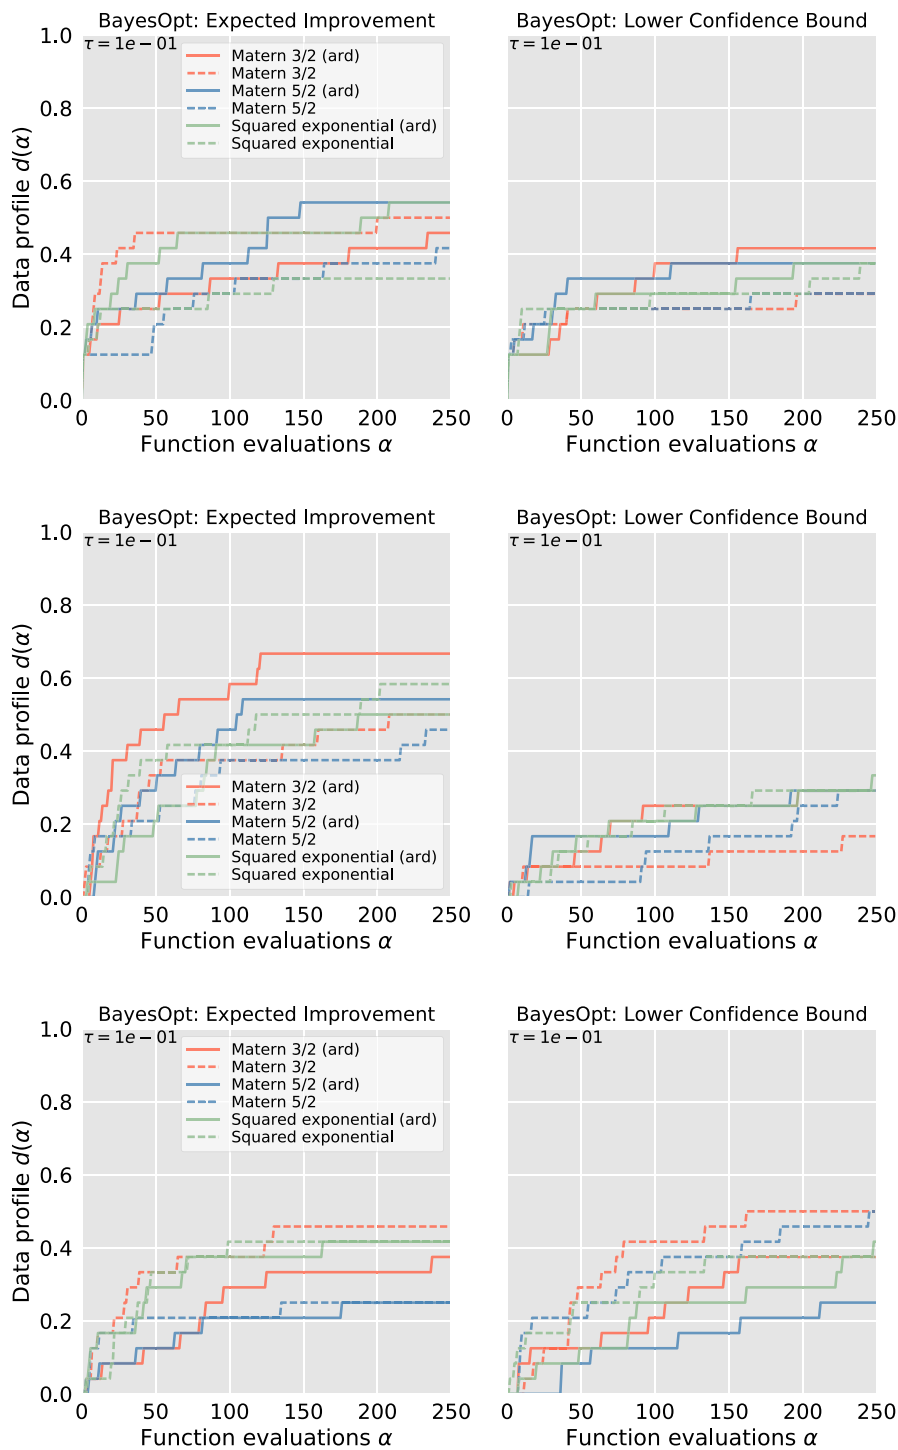 BayesOpt: Expected Improvement
BayesOpt: Lower Confidence Bound
1.0
τ = 1e − 01
τ = 1e − 01
Matern 3/2 (ard)
Matern 3/2
Matern 5/2 (ard)
Matern 5/2
Squared exponential (ard)
Squared exponential
0.8
0.6
0.4
0.2
0.0
Data profile d(α)
0 50 100 150 200 250
0 50 100 150 200 250
Function evaluations α
Function evaluations α
BayesOpt: Expected Improvement
BayesOpt: Lower Confidence Bound
1.0
τ = 1e − 01
τ = 1e − 01
0.8
0.6
0.4
0.2
0.0
Data profile d(α)
Matern 3/2 (ard)
Matern 3/2
Matern 5/2 (ard)
Matern 5/2
Squared exponential (ard)
Squared exponential
0 50 100 150 200 250
0 50 100 150 200 250
Function evaluations α
Function evaluations α
BayesOpt: Expected Improvement
BayesOpt: Lower Confidence Bound
1.0
τ = 1e − 01
τ = 1e − 01
Matern 3/2 (ard)
Matern 3/2
Matern 5/2 (ard)
Matern 5/2
Squared exponential (ard)
Squared exponential
0.8
0.6
0.4
0.2
0.0
Data profile d(α)
0 50 100 150 200 250
0 50 100 150 200 250
Function evaluations α
Function evaluations α